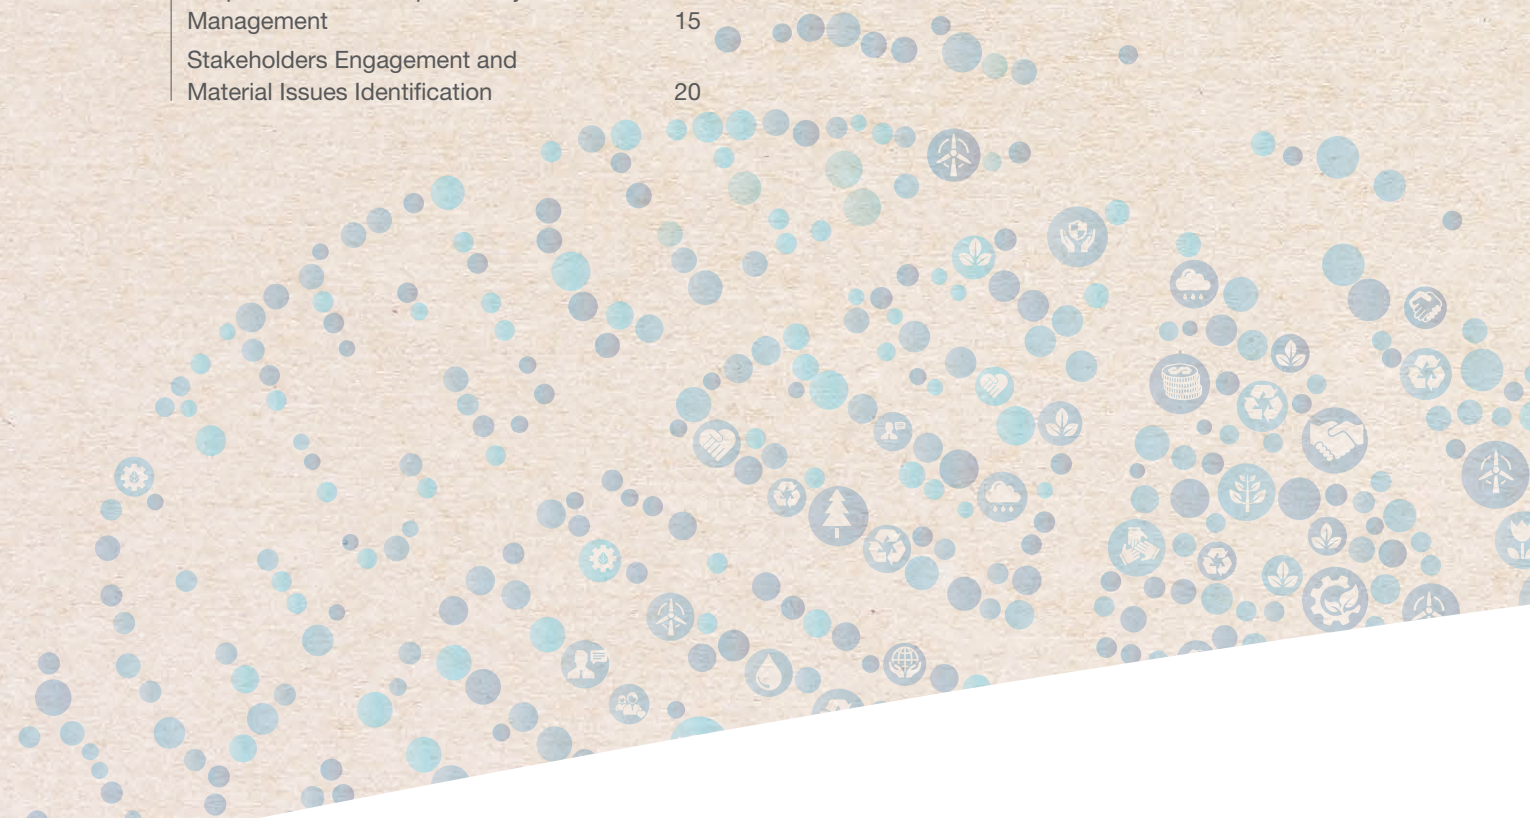 Management 15
Stakeholders Engagement and
Material Issues Identification 20